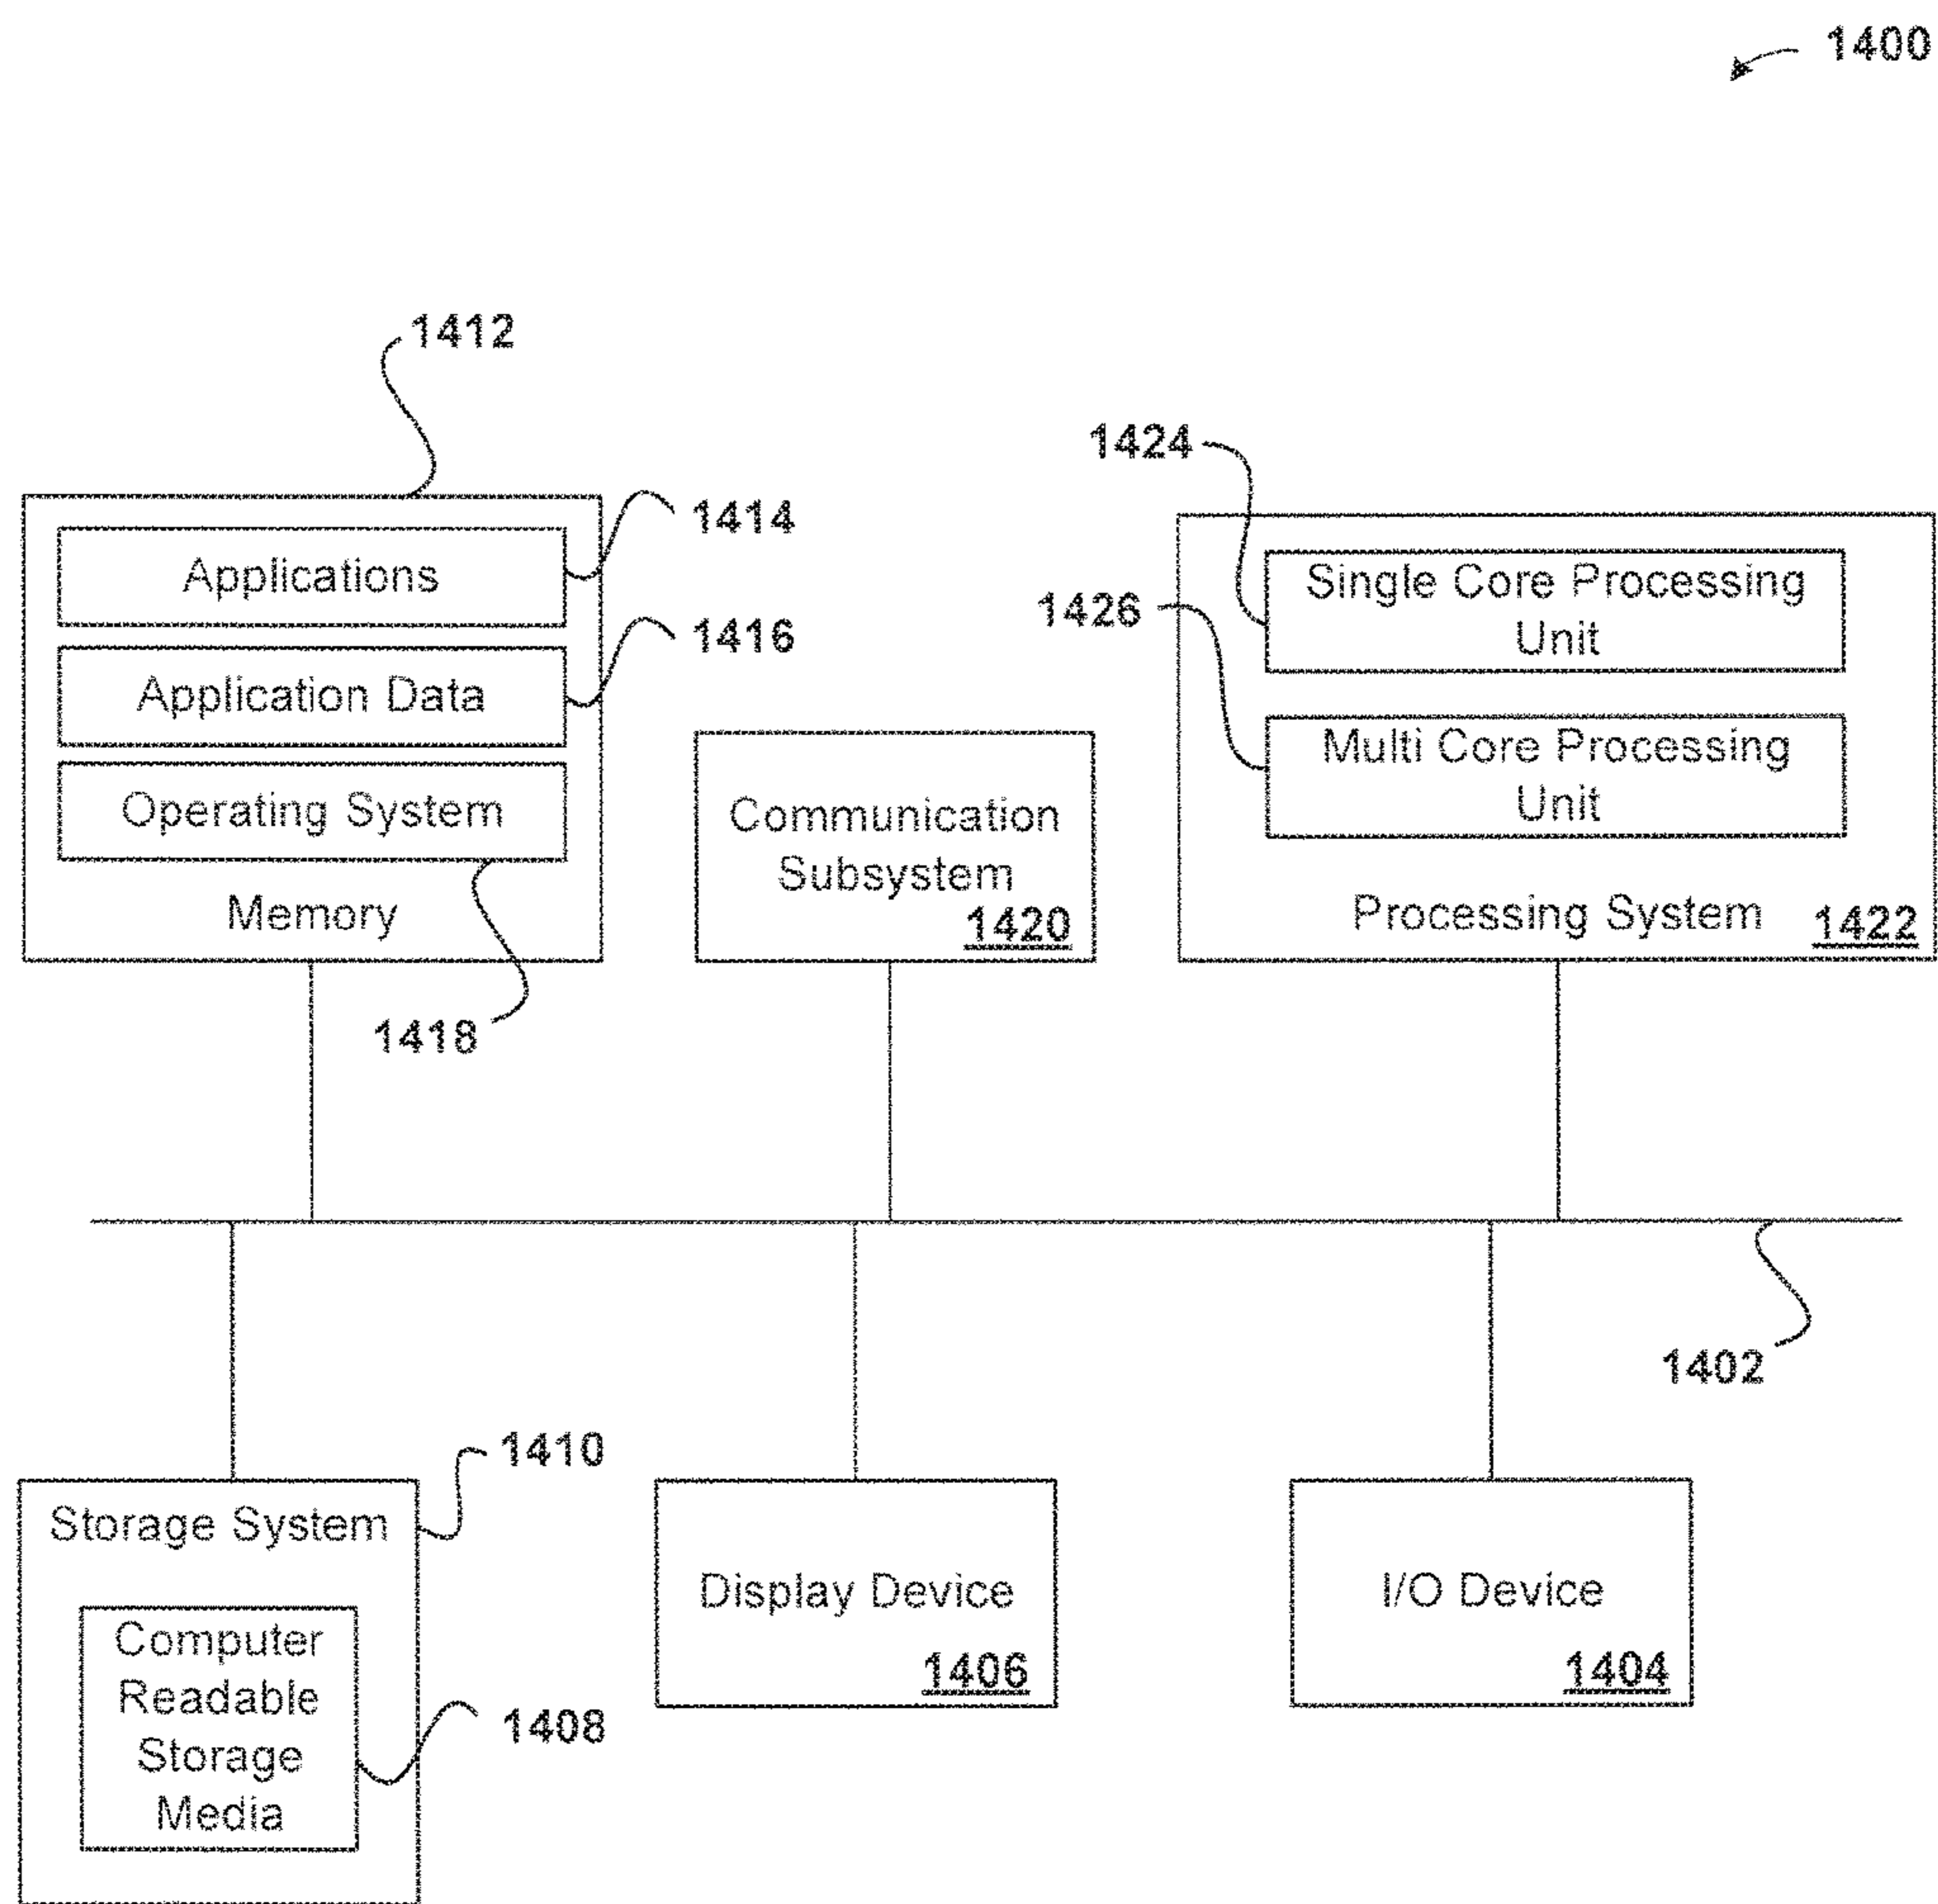 1400
1412
1424
1414
Applications
Single Core Processing
Unit
1426
1416
Application Data
Multi Core Processing
Unit
Operating System
Communication
Subsystem
1420
Memory
Processing System
1422
1418
1402
1410
Storage System
Display Device
1406
I/O Device
1404
Computer
Readable
Storage
Media
1408